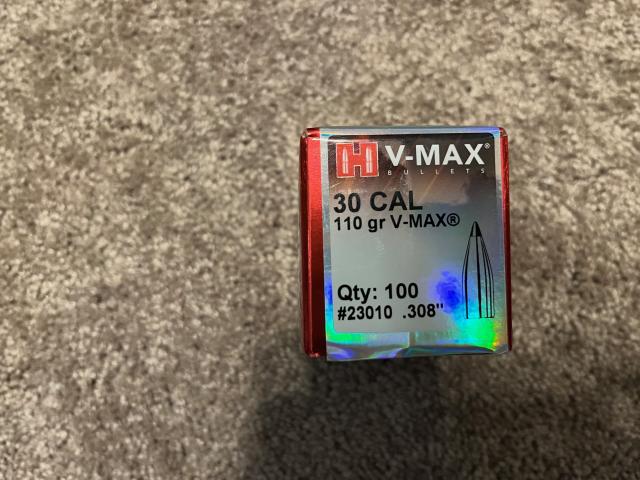 H V-MAX®
BULLETS
30 CAL
110 gr V-MAX®
Qty: 100
#23010 .308"